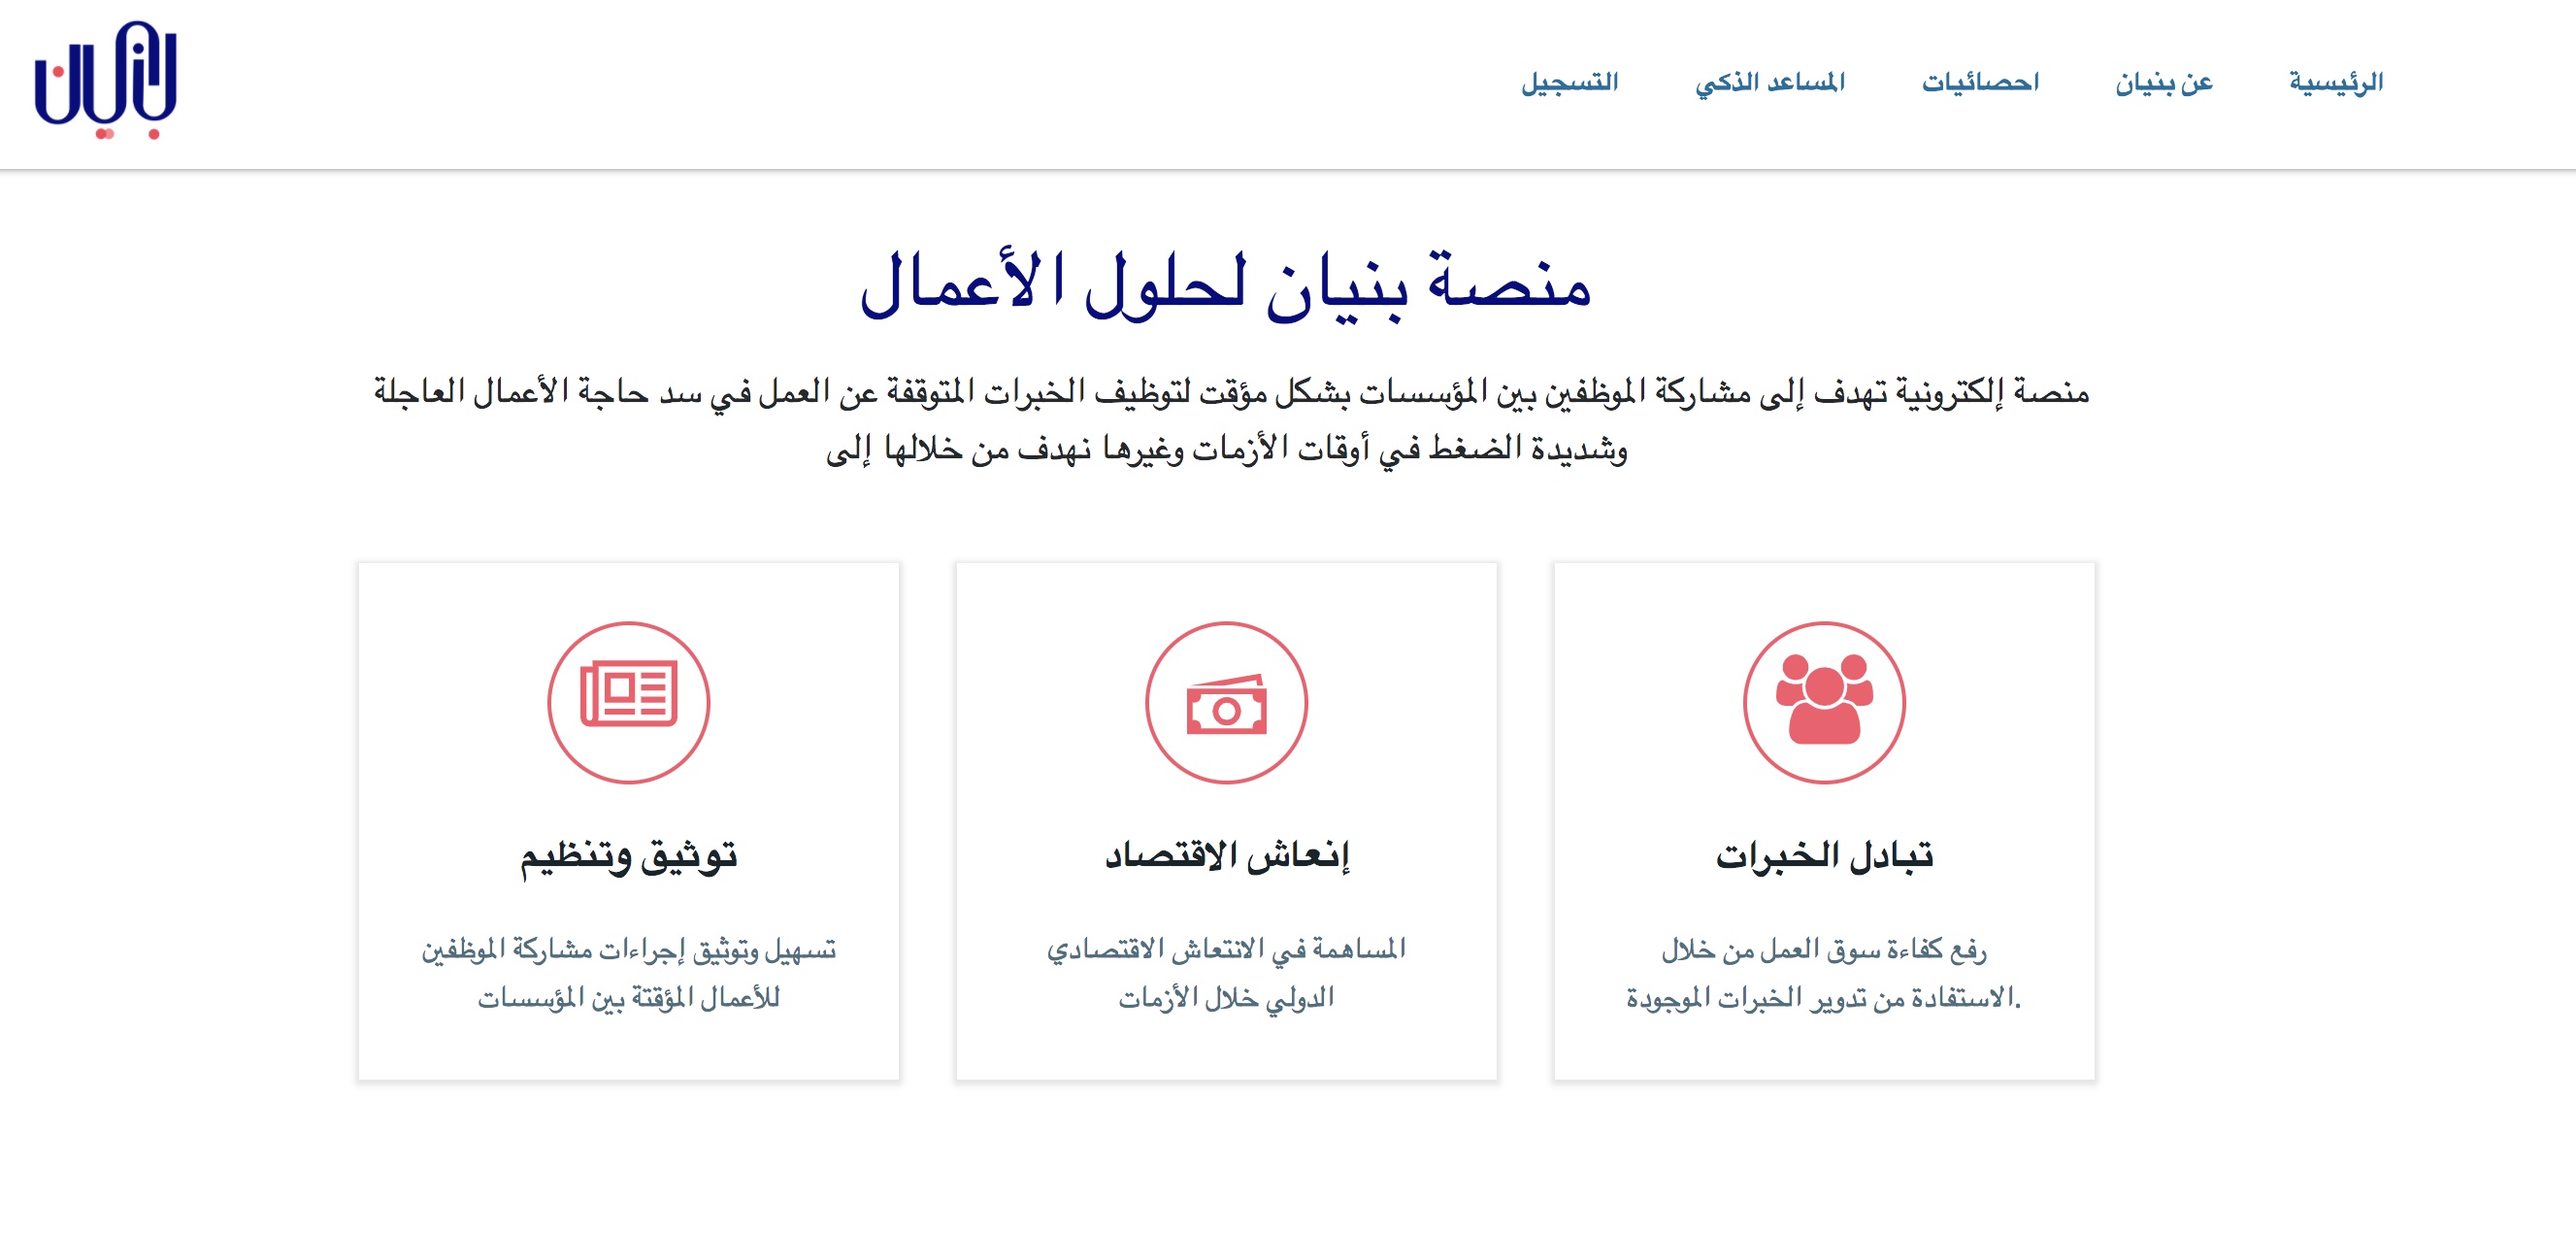 بنيان
الرئيسية
عن بنيان
احصائيات
المساعد الذكي
التسجيل
منصة بنيان لحلول الأعمال
منصة إلكترونية تهدف إلى مشاركة الموظفين بين المؤسسات بشكل مؤقت لتوظيف الخبرات المتوقفة عن العمل في سد حاجة الأعمال العاجلة
وشديدة الضغط في أوقات الأزمات وغيرها نهدف من خلالها إلى
تبادل الخبرات
رفع كفاءة سوق العمل من خلال
.الاستفادة من تدوير الخبرات الموجودة
إنعاش الاقتصاد
المساهمة في الانتعاش الاقتصادي
الدولي خلال الأزمات
توثيق وتنظيم
تسهيل وتوثيق إجراءات مشاركة الموظفين
للأعمال المؤقتة بين المؤسسات